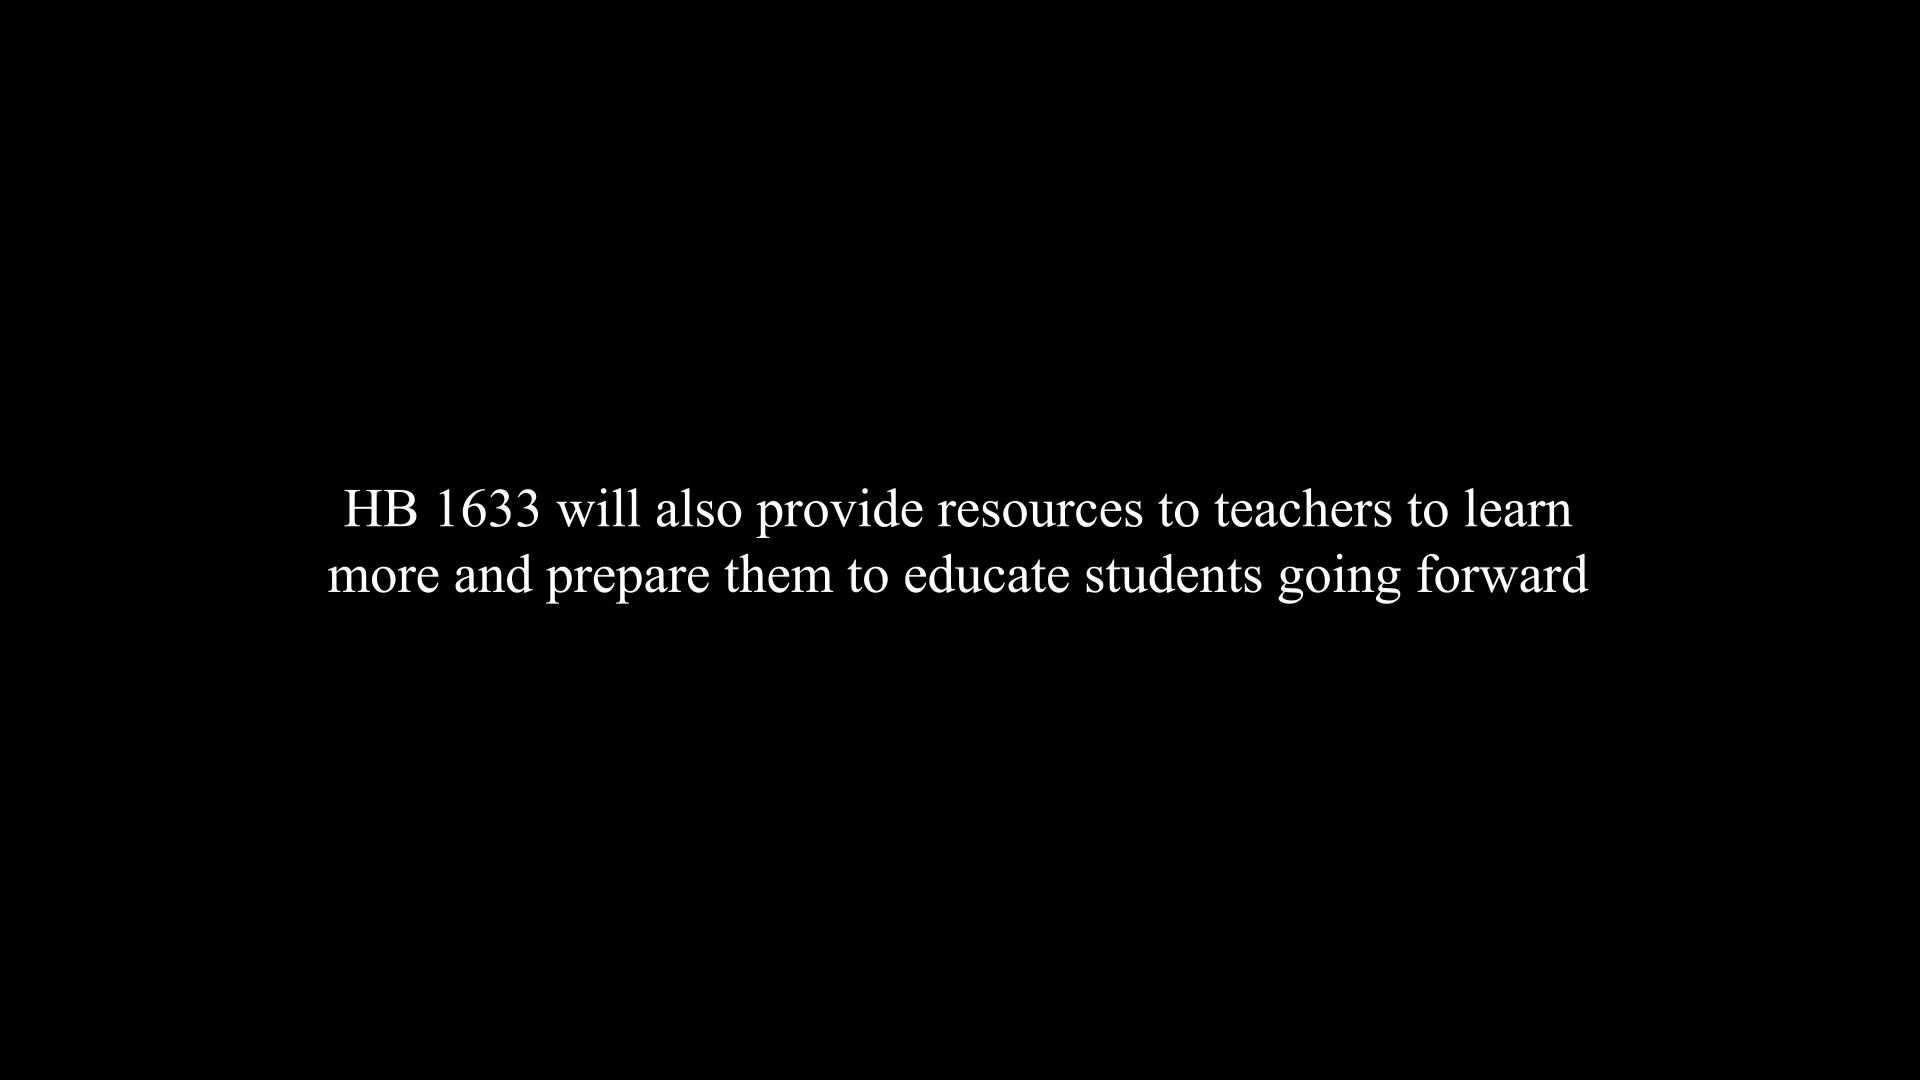 HB 1633 will also provide resources to teachers to learn
more and prepare them to educate students going forward